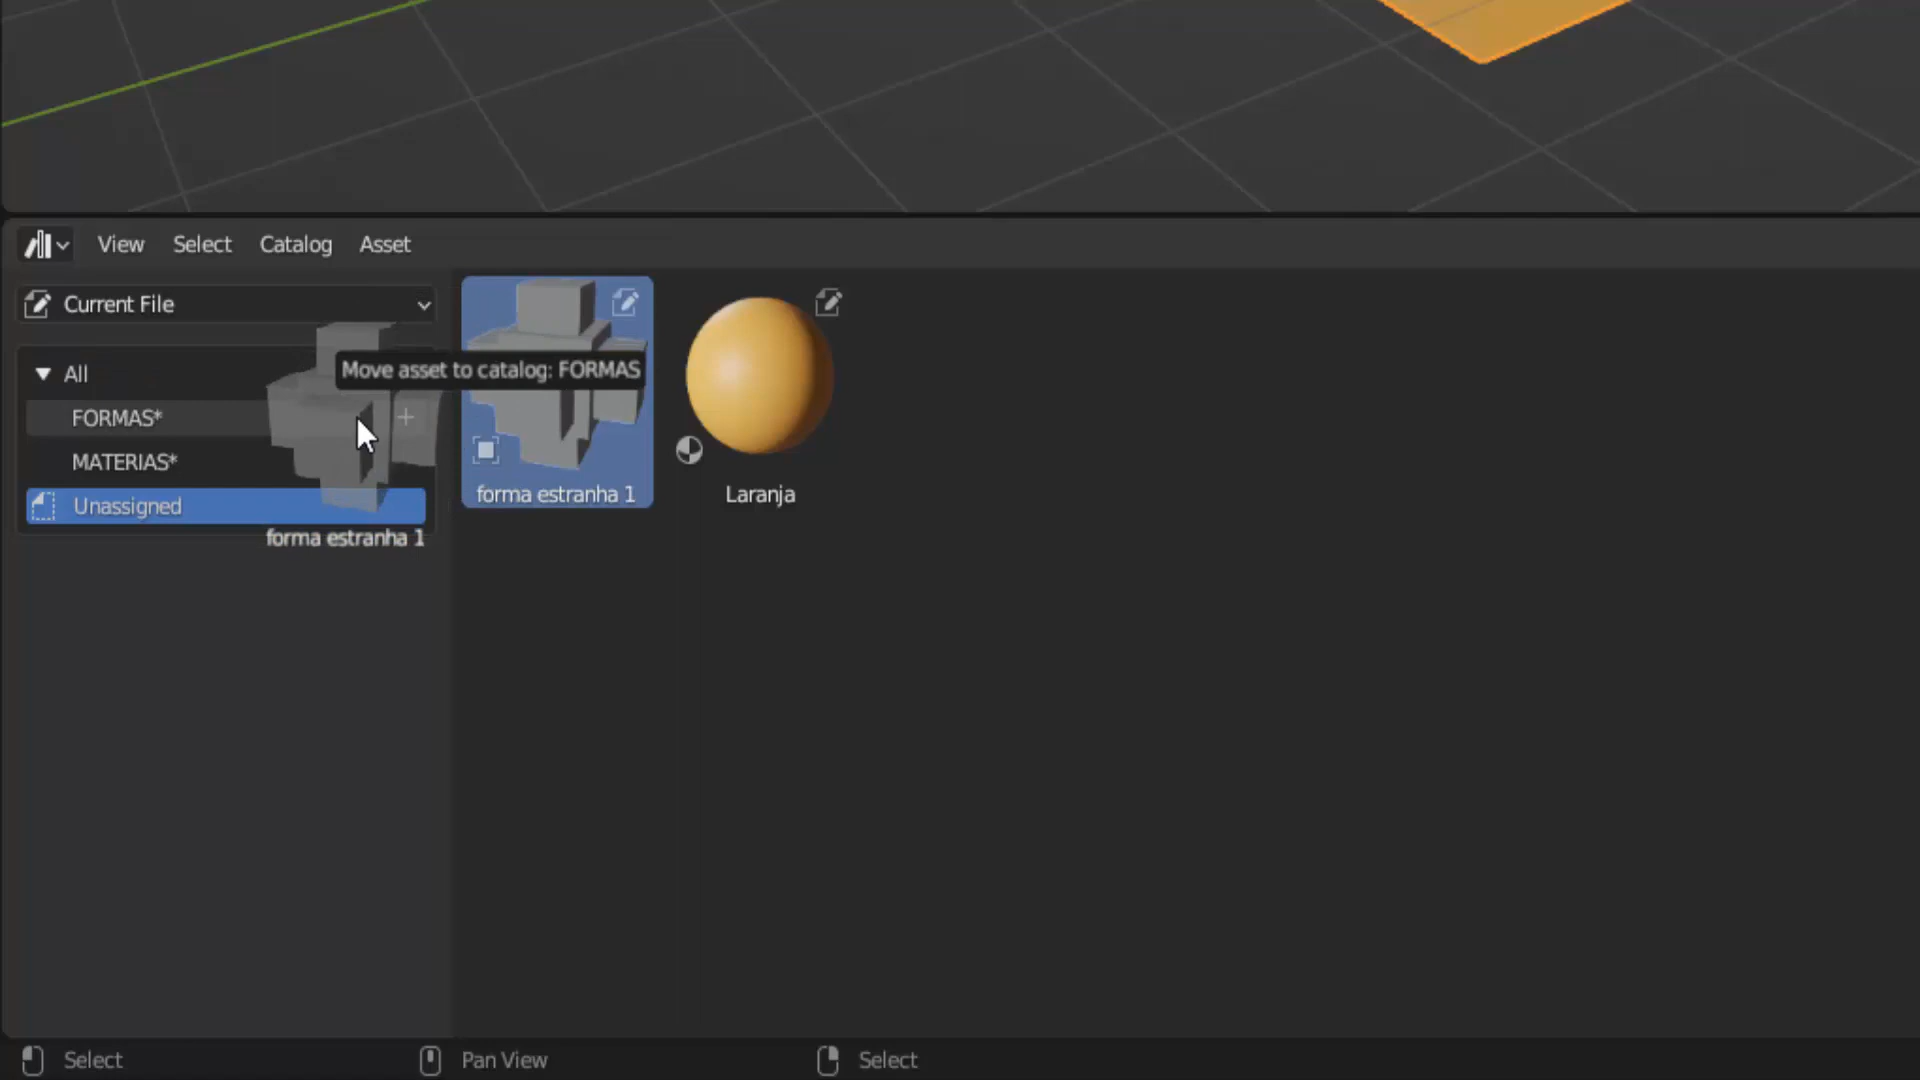 View Select Catalog Asset
Current File
All
Move asset to catalog: FORMAS
FORMAS*
MATERIAS*
Unassigned
forma estranha 1
forma estranha 1
Laranja
Select Pan View Select